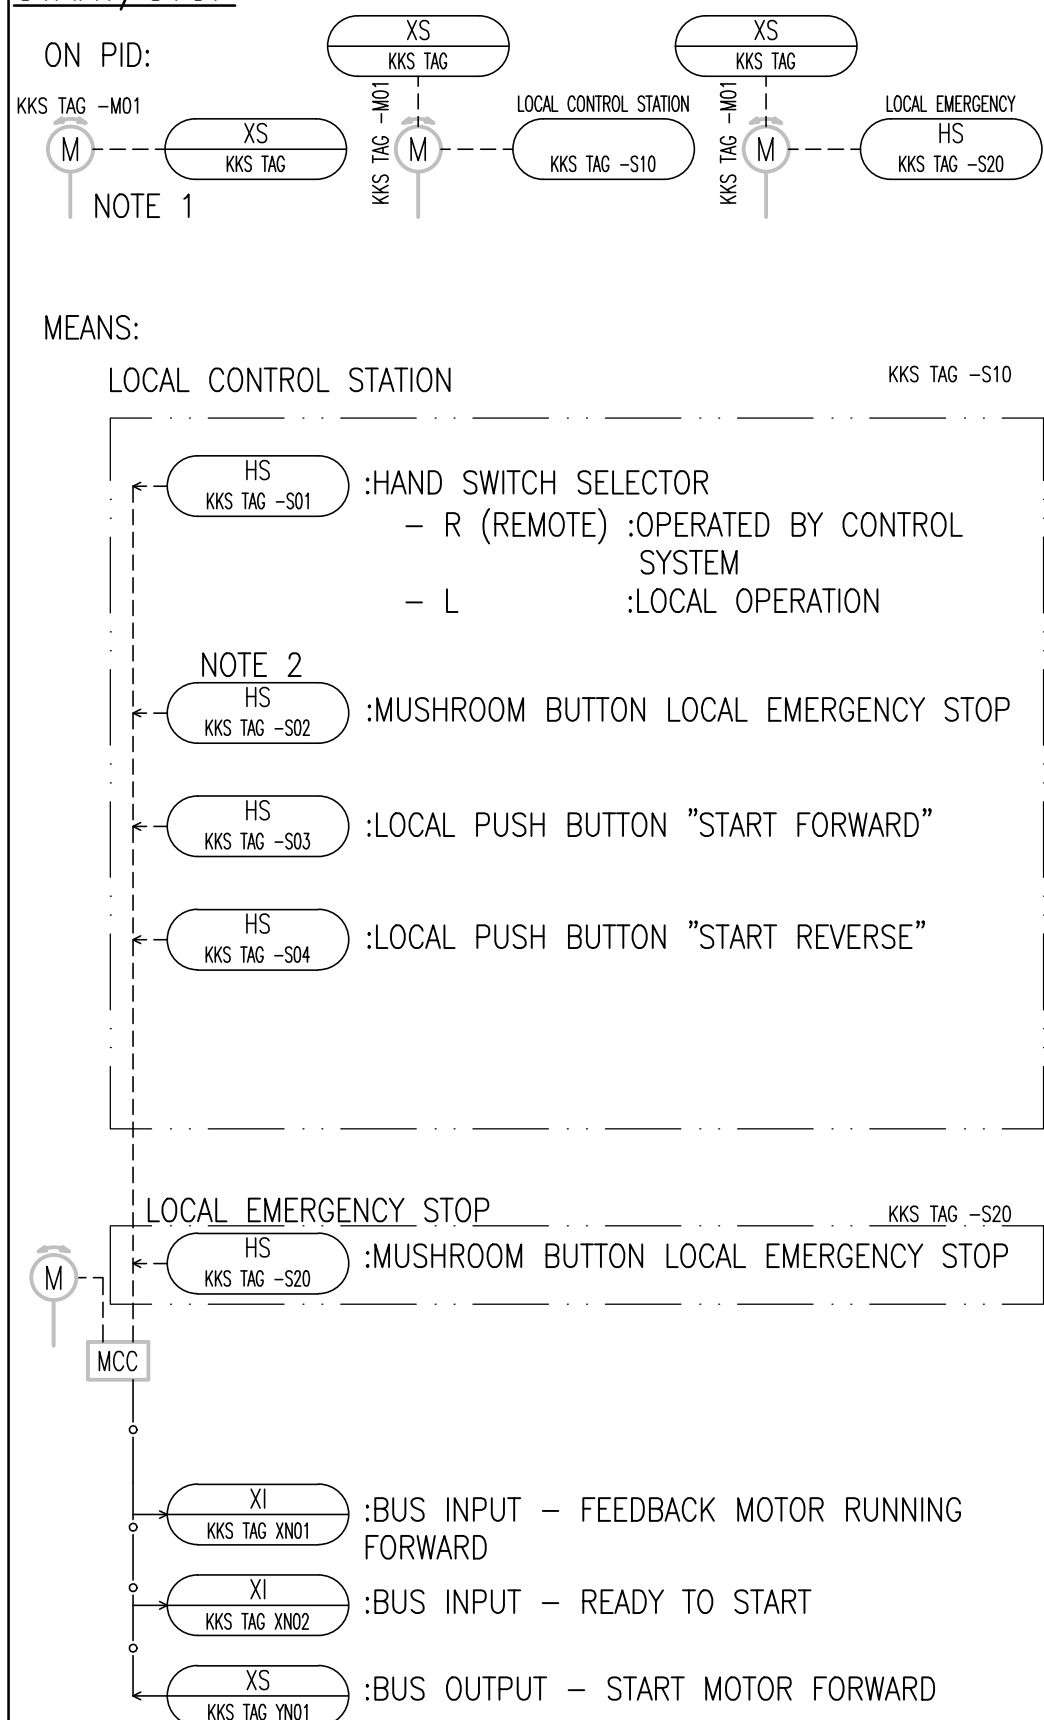 ON PID:
XS
KKS TAG
XS
KKS TAG
KKS TAG -M01
M
XS
KKS TAG
NOTE 1
KKS TAG -M01
M
LOCAL CONTROL STATION
KKS TAG -S10
KKS TAG -M01
M
LOCAL EMERGENCY
HS
KKS TAG -S20
MEANS:
LOCAL CONTROL STATION
KKS TAG -S10
HS
KKS TAG -S01
:HAND SWITCH SELECTOR
- R (REMOTE) :OPERATED BY CONTROL
SYSTEM
- L :LOCAL OPERATION
NOTE 2
HS
KKS TAG -S02
:MUSHROOM BUTTON LOCAL EMERGENCY STOP
HS
KKS TAG -S03
:LOCAL PUSH BUTTON "START FORWARD"
HS
KKS TAG -S04
:LOCAL PUSH BUTTON "START REVERSE"
LOCAL EMERGENCY STOP
KKS TAG -S20
HS
KKS TAG -S20
:MUSHROOM BUTTON LOCAL EMERGENCY STOP
M
MCC
XI
KKS TAG XN01
:BUS INPUT - FEEDBACK MOTOR RUNNING
FORWARD
XI
KKS TAG XN02
:BUS INPUT - READY TO START
XS
KKS TAG YN01
:BUS OUTPUT - START MOTOR FORWARD